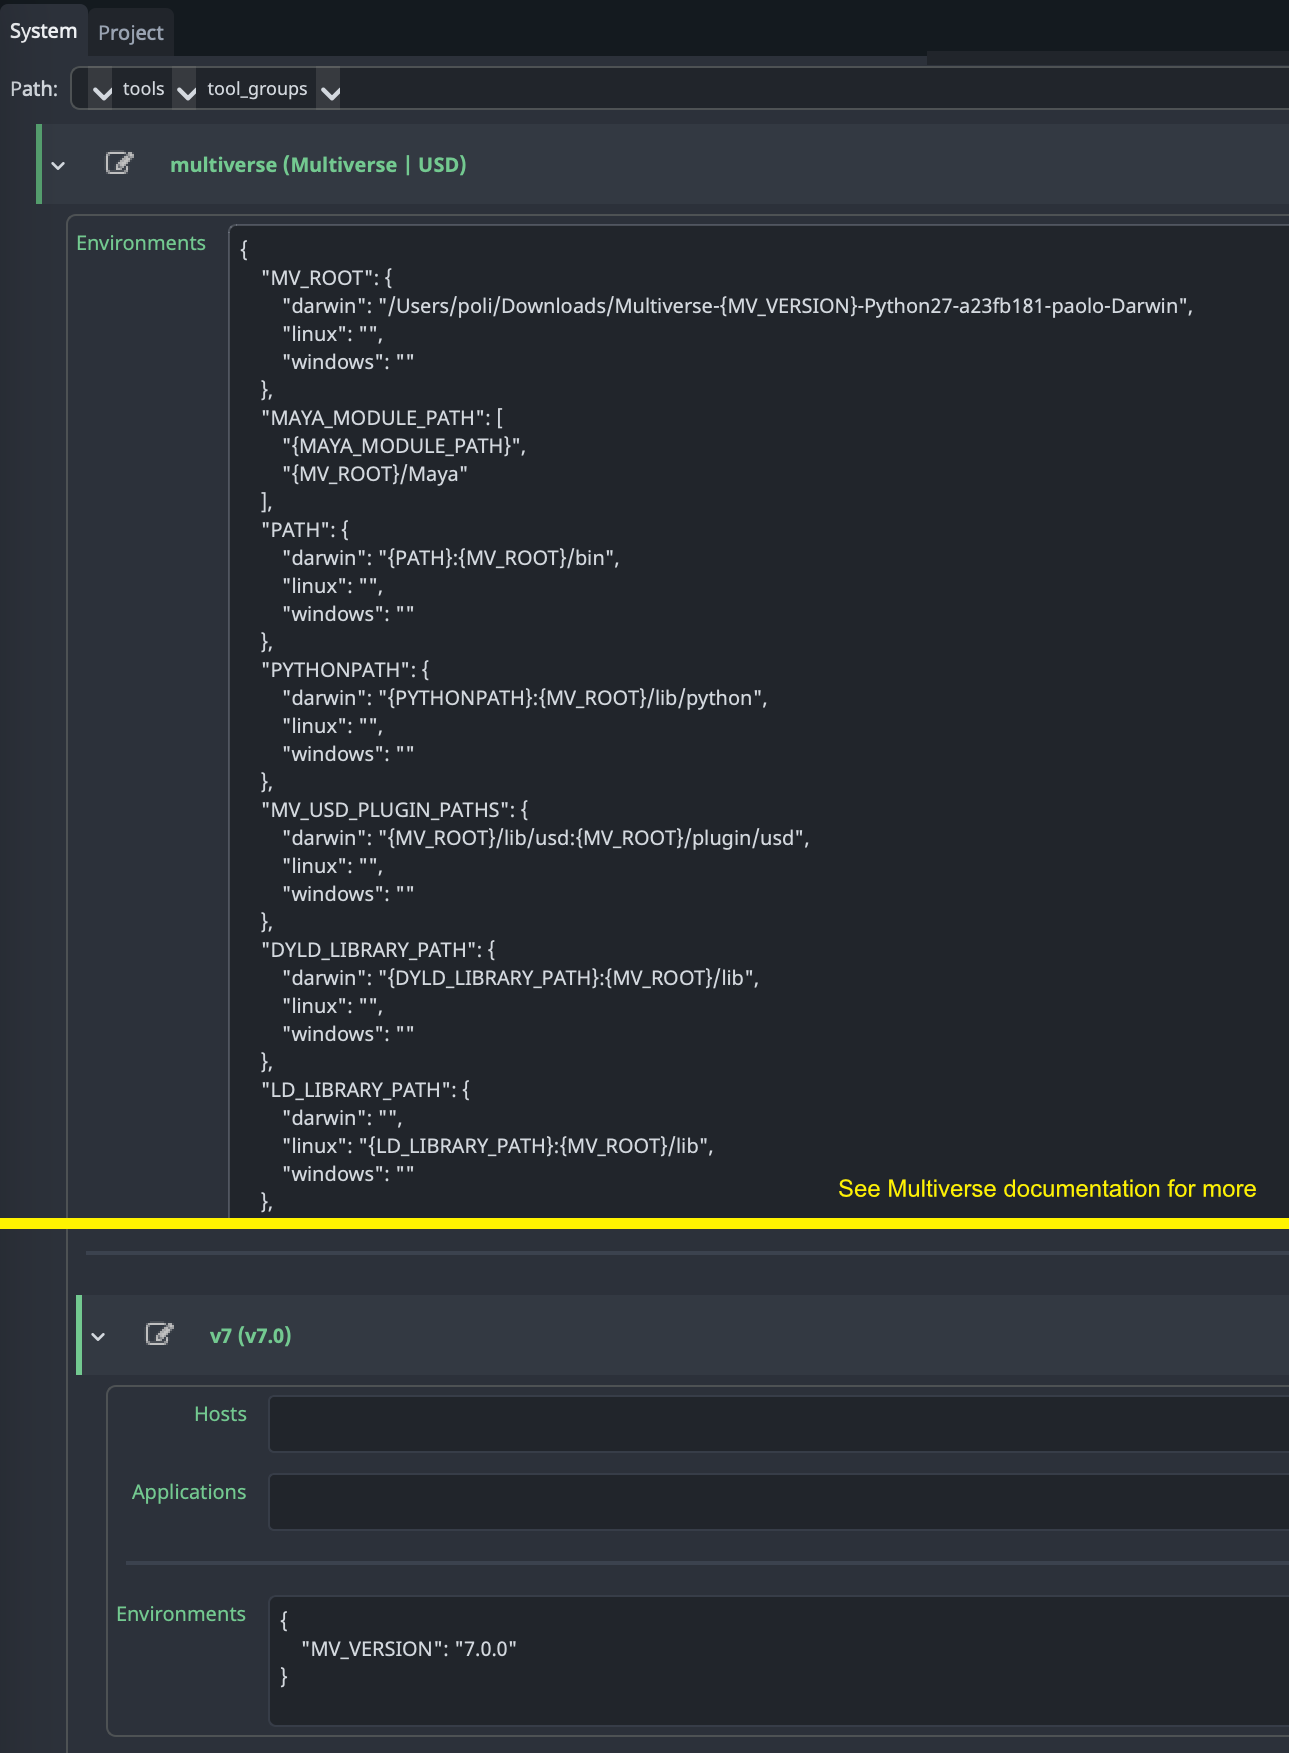 System Project
Path: tools tool_groups
multiverse (Multiverse | USD)
Environments
{
"MV_ROOT": {
"darwin": "/Users/poli/Downloads/Multiverse-{MV_VERSION}-Python27-a23fb181-paolo-Darwin",
"linux": "",
"windows": ""
},
"MAYA_MODULE_PATH": [
"{MAYA_MODULE_PATH}",
"{MV_ROOT}/Maya"
],
"PATH": {
"darwin": "{PATH}:{MV_ROOT}/bin",
"linux": "",
"windows": ""
},
"PYTHONPATH": {
"darwin": "{PYTHONPATH}:{MV_ROOT}/lib/python",
"linux": "",
"windows": ""
},
"MV_USD_PLUGIN_PATHS": {
"darwin": "{MV_ROOT}/lib/usd:{MV_ROOT}/plugin/usd",
"linux": "",
"windows": ""
},
"DYLD_LIBRARY_PATH": {
"darwin": "{DYLD_LIBRARY_PATH}:{MV_ROOT}/lib",
"linux": "",
"windows": ""
},
"LD_LIBRARY_PATH": {
"darwin": "",
"linux": "{LD_LIBRARY_PATH}:{MV_ROOT}/lib",
"windows": ""
},
See Multiverse documentation for more
v7 (v7.0)
Hosts
Applications
Environments
{
"MV_VERSION": "7.0.0"
}